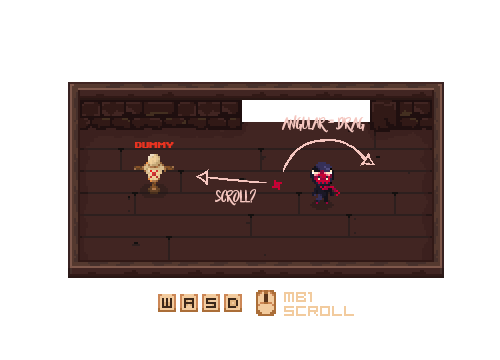 ANGULAR-DRAG
DUMMY
SCROLL?
W A S D
MB1
SCROLL